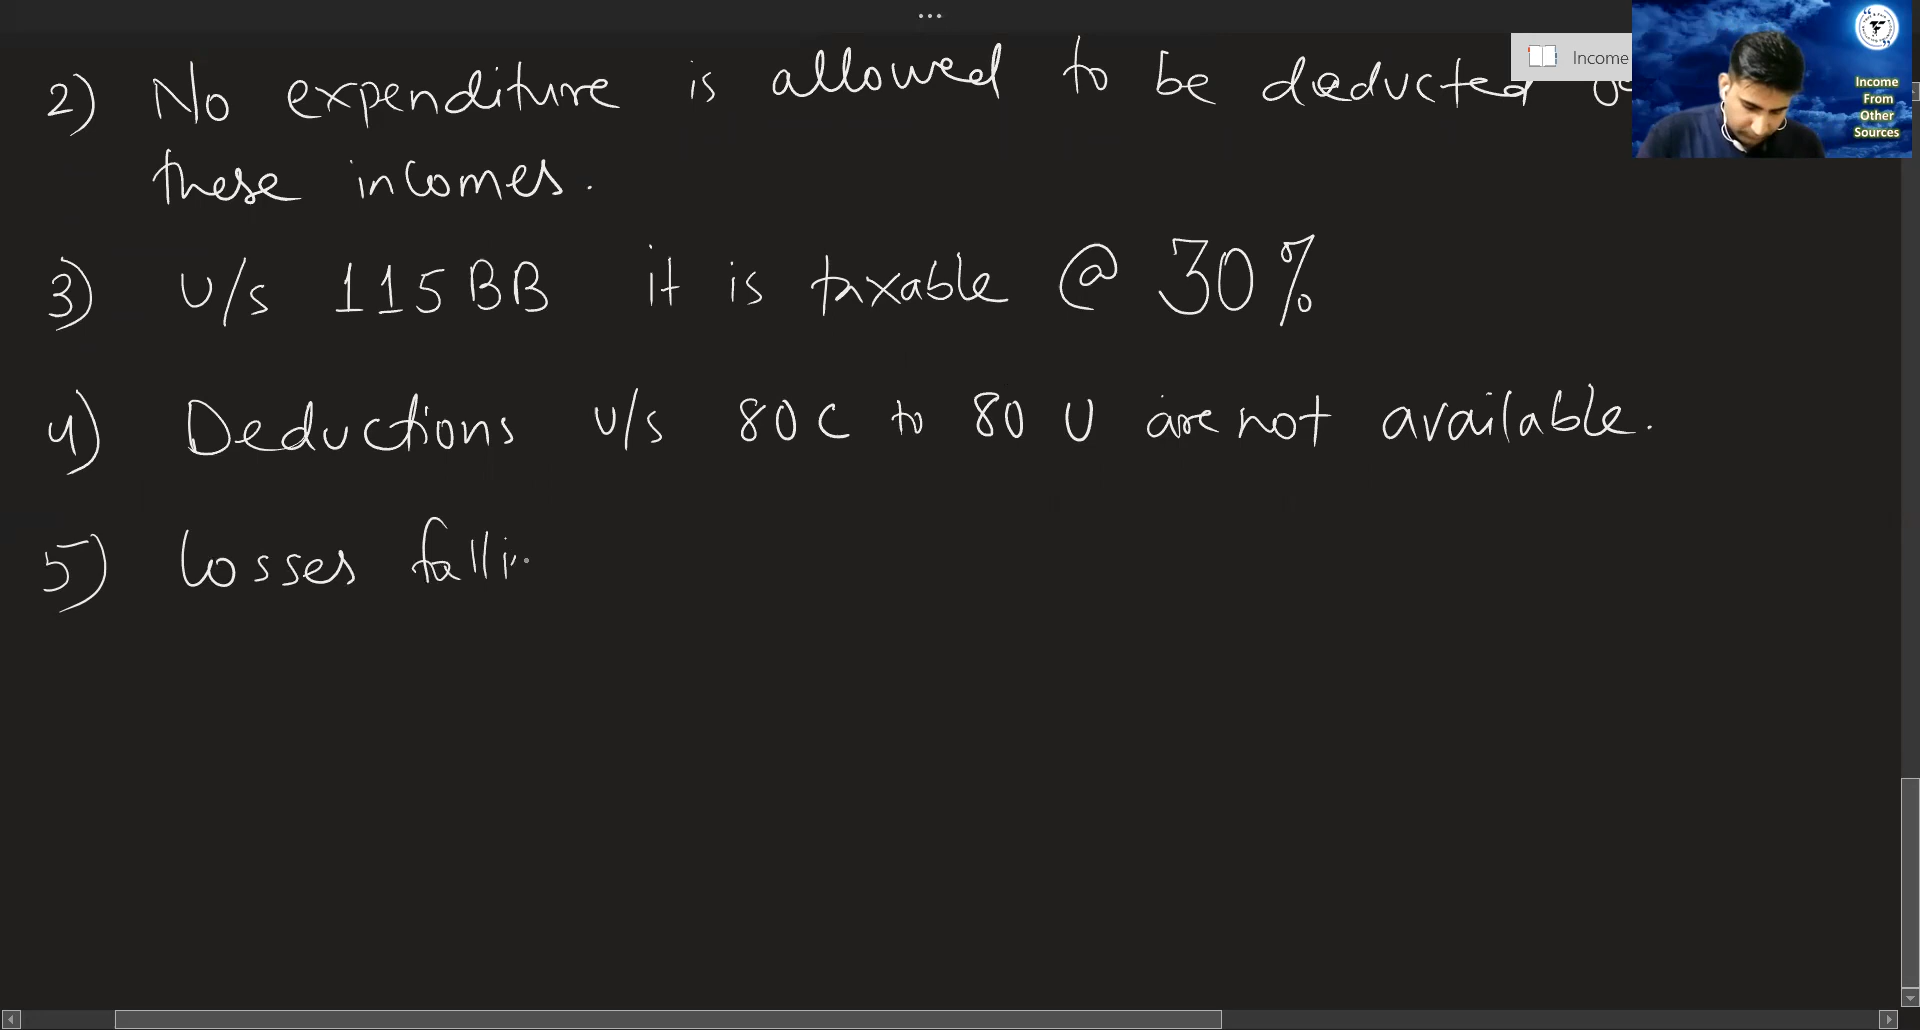 ...
Income
Income
From
Other
Sources
2) No expenditure is allowed to be deducted
these incomes.
3) U/s 115BB it is taxable @ 30%
4) Deductions U/s 80C to 80 U are not available.
5) Losses falli